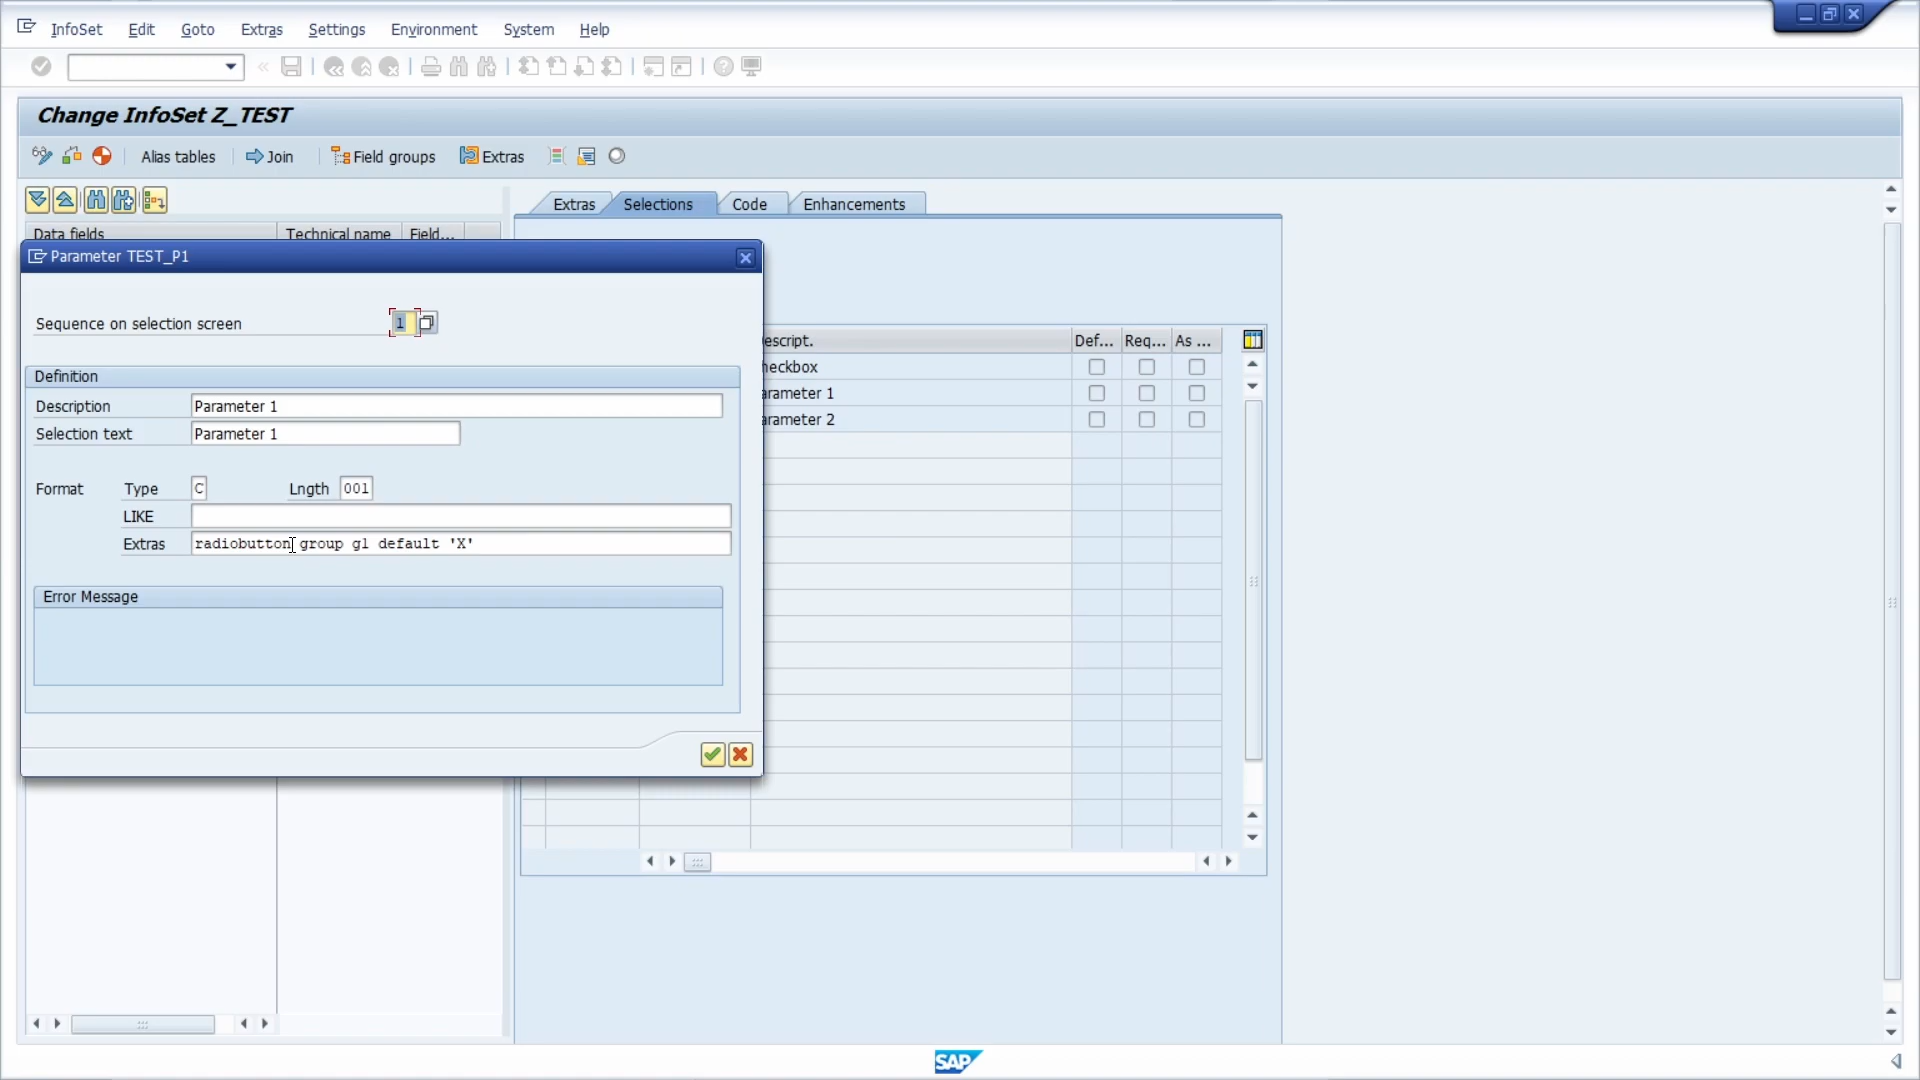 InfoSet Edit Goto Extras Settings Environment System Help
Change InfoSet Z_TEST
Alias tables Join Field groups Extras
Extras Selections Code Enhancements
Data fields Technical name Field...
Parameter TEST_P1
Sequence on selection screen 1
Definition
Description Parameter 1
Selection text Parameter 1
Format Type C Lngth 001
LIKE
Extras radiobutton group g1 default 'X'
Error Message
escript. Def... Req... As ...
heckbox
arameter 1
arameter 2
SAP